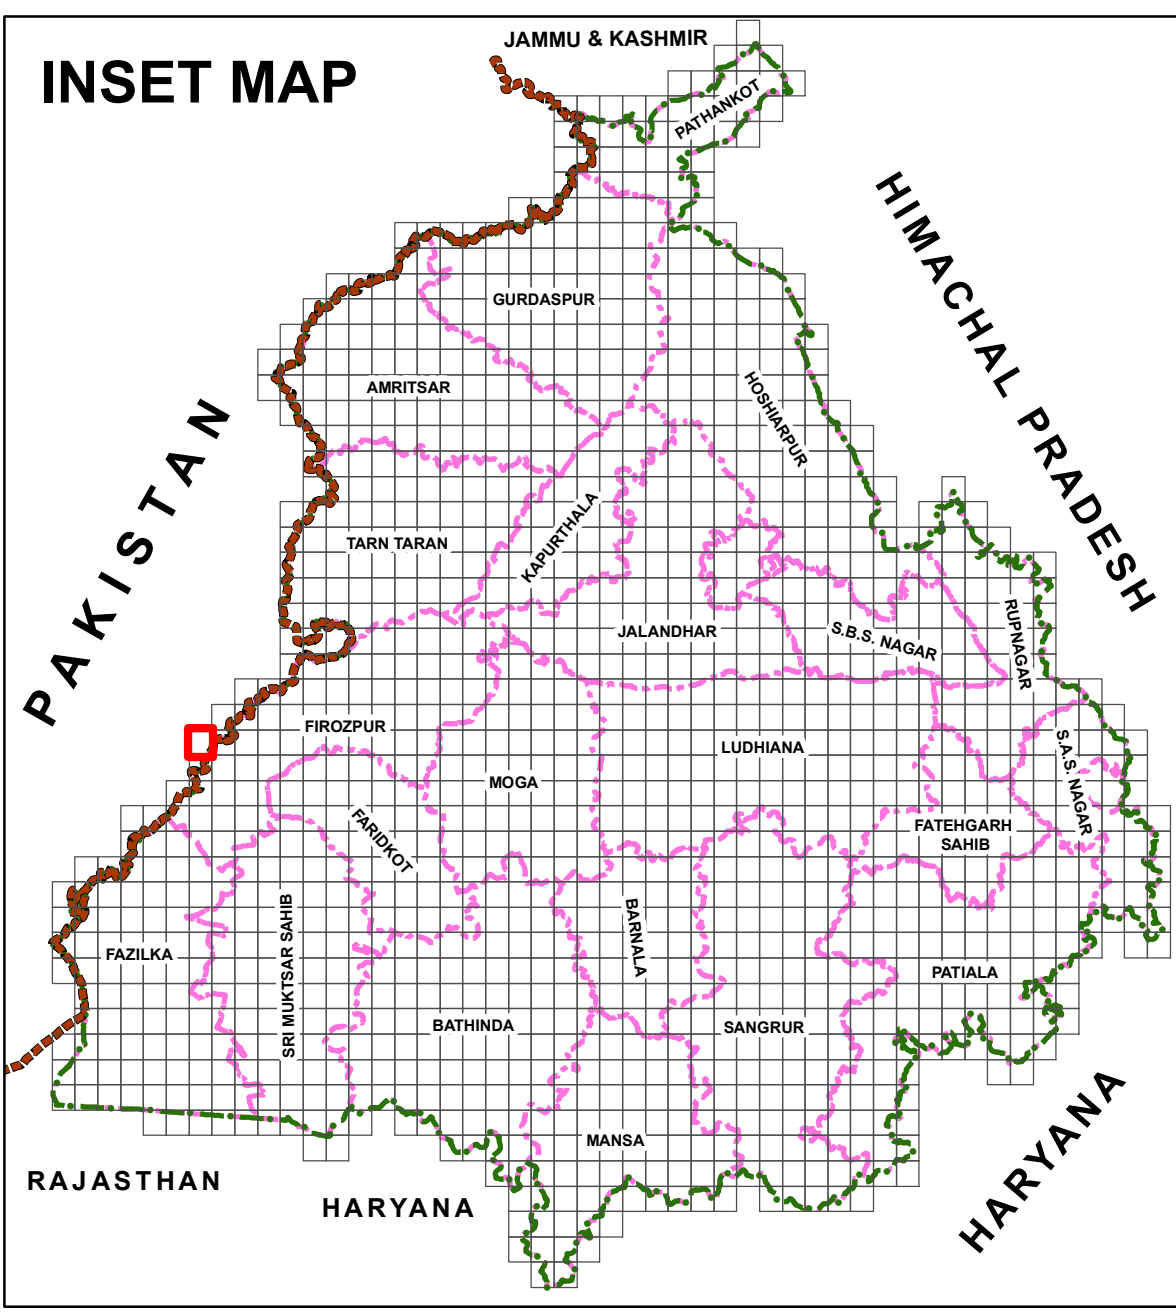 JAMMU & KASHMIR
INSET MAP
PATHANKOT
HIMACHAL PRADESH
GURDASPUR
AMRITSAR
HOSHIARPUR
PAKISTAN
KAPURTHALA
TARN TARAN
JALANDHAR
S.B.S. NAGAR
RUPNAGAR
FIROZPUR
LUDHIANA
S.A.S. NAGAR
MOGA
FARIDKOT
FATEHGARH
SAHIB
SRI MUKTSAR SAHIB
BARNALA
FAZILKA
PATIALA
BATHINDA
SANGRUR
MANSA
HARYANA
RAJASTHAN
HARYANA